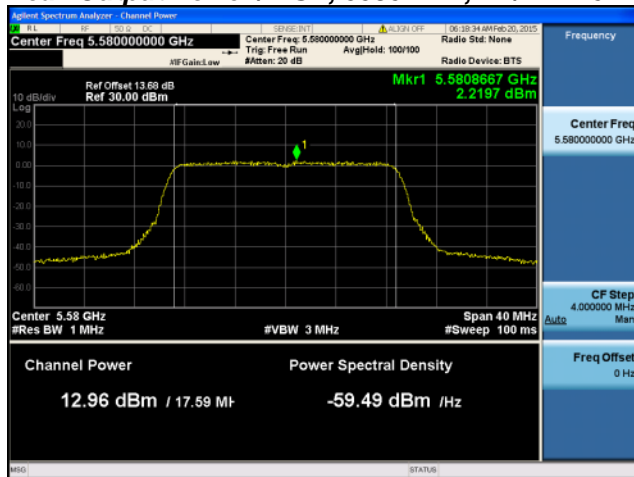 Agilent Spectrum Analyzer - Channel Power
RL RF 50 Ω DC SENSE:INT ALIGN OFF 06:18:34 AM Feb 20, 2015
Center Freq 5.580000000 GHz
Center Freq: 5.580000000 GHz
Radio Std: None
Trig: Free Run Avg|Hold: 100/100
#IFGain:Low #Atten: 20 dB Radio Device: BTS
Frequency
Mkr1 5.5808667 GHz
2.2197 dBm
Ref Offset 13.68 dB
10 dB/div Ref 30.00 dBm
Log
20.0
10.0
0.00
-10.0
-20.0
-30.0
-40.0
-50.0
-60.0
1
Center Freq
5.580000000 GHz
Center 5.58 GHz Span 40 MHz
#Res BW 1 MHz #VBW 3 MHz #Sweep 100 ms
CF Step
4.000000 MHz
Auto Man
Freq Offset
0 Hz
Channel Power Power Spectral Density
12.96 dBm / 17.59 MH -59.49 dBm /Hz
MSG STATUS